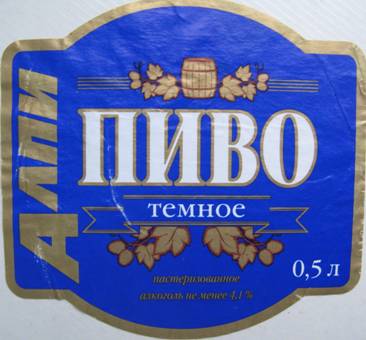 Алпи
ПИВО
темное
пастеризованное
алкоголь не менее 4,1%
0,5 л